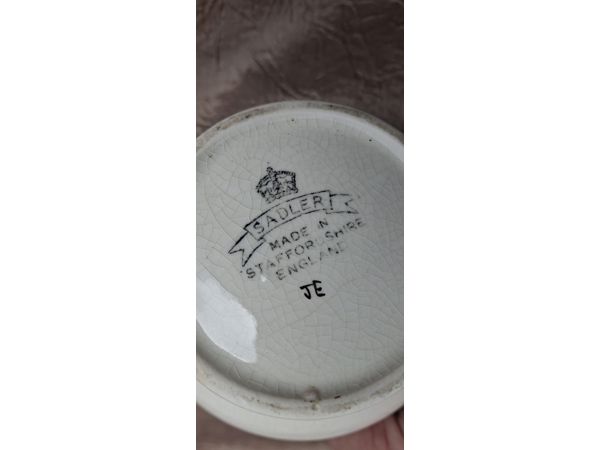 SADLER
MADE IN
STAFFORDSHIRE
ENGLAND
JE